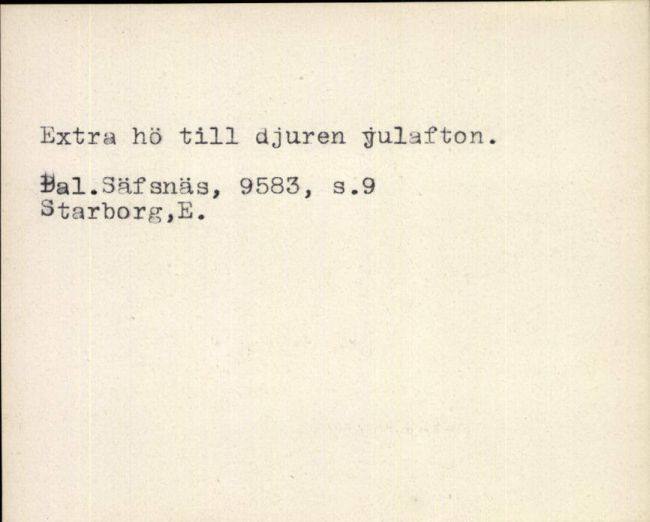 Extra hö till djuren julafton.
Dal.Säfsnäs, 9583, s.9
Starborg,E.